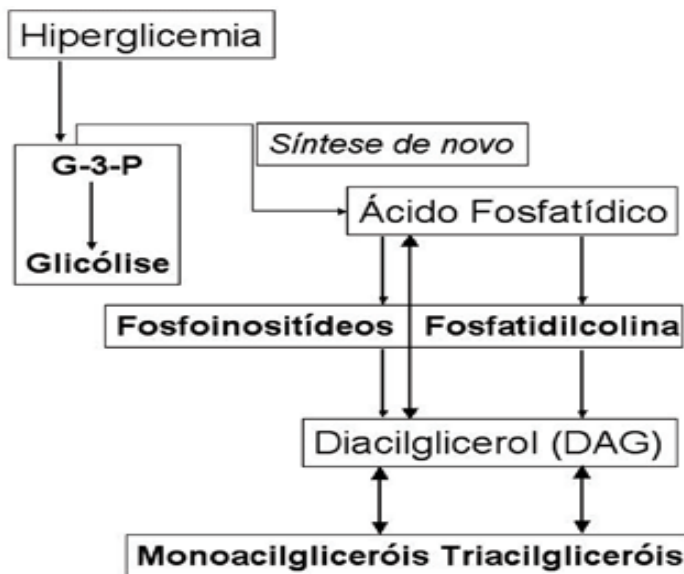 Hiperglicemia
G-3-P
Síntese de novo
Glicólise
Ácido Fosfatídico
Fosfoinositídeos Fosfatidilcolina
Diacilglicerol (DAG)
Monoacilgliceróis Triacilgliceróis